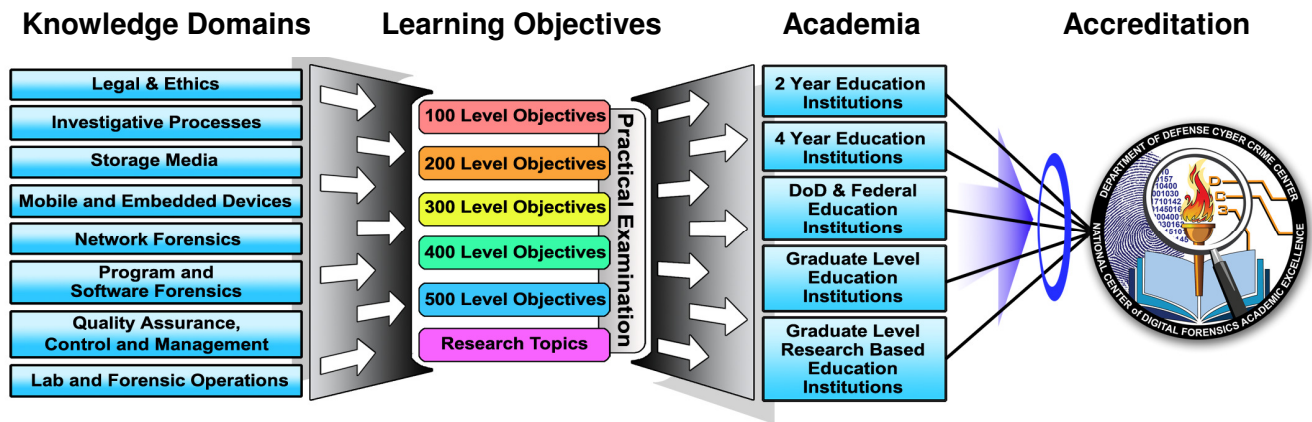 Knowledge Domains
Learning Objectives
Academia
Accreditation
Legal & Ethics
Investigative Processes
Storage Media
Mobile and Embedded Devices
Network Forensics
Program and
Software Forensics
Quality Assurance,
Control and Management
Lab and Forensic Operations
100 Level Objectives
200 Level Objectives
300 Level Objectives
400 Level Objectives
500 Level Objectives
Research Topics
Practical Examination
2 Year Education
Institutions
4 Year Education
Institutions
DoD & Federal
Education
Institutions
Graduate Level
Education
Institutions
Graduate Level
Research Based
Education
Institutions
DEPARTMENT OF DEFENSE CYBER CRIME CENTER
NATIONAL CENTER of DIGITAL FORENSICS ACADEMIC EXCELLENCE
D
C
3